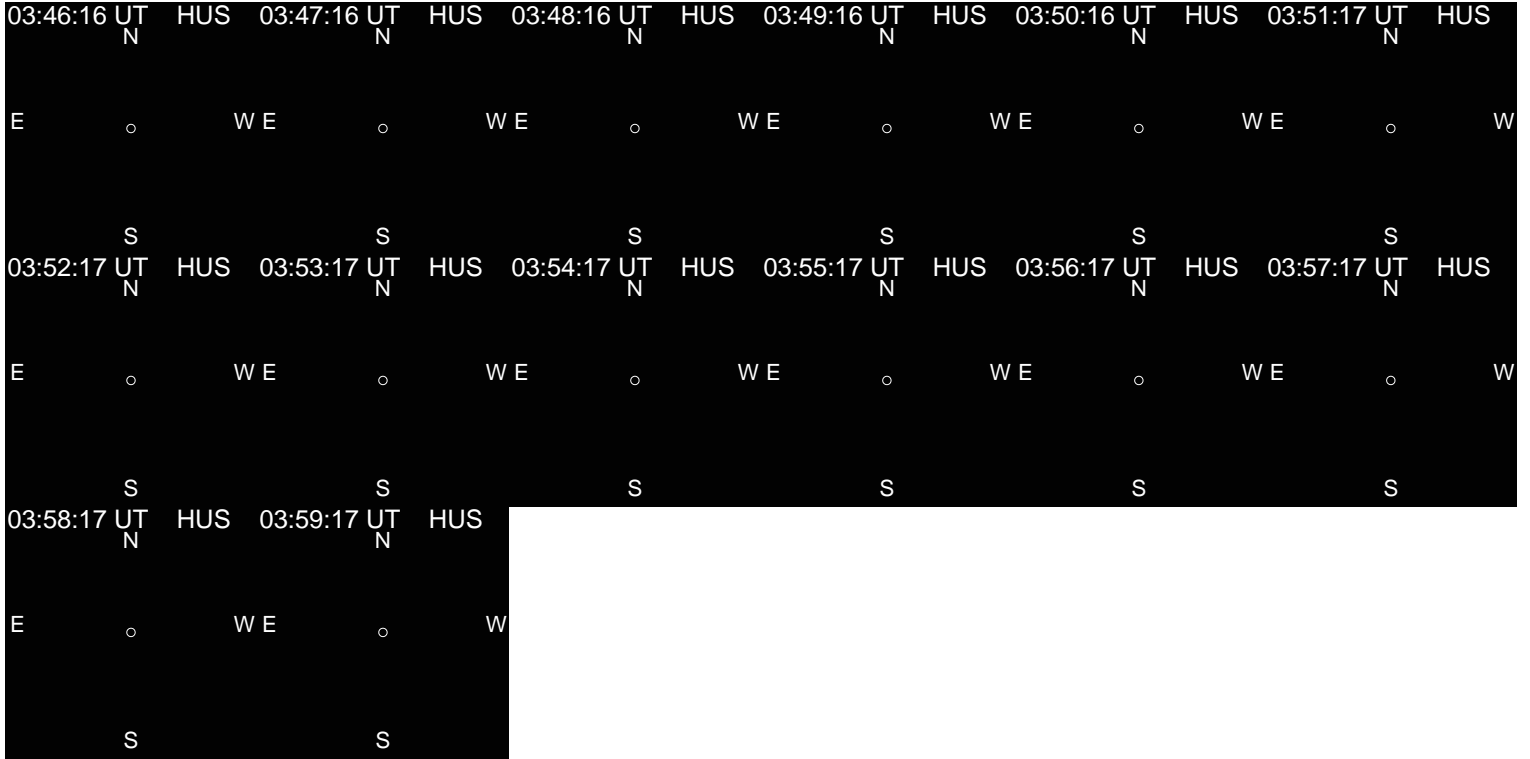 03:46:16 UT HUS 03:47:16 UT HUS 03:48:16 UT HUS 03:49:16 UT HUS 03:50:16 UT HUS 03:51:17 UT HUS
N N N N N N
E W E W E W E W E W E W
S S S S S S
03:52:17 UT HUS 03:53:17 UT HUS 03:54:17 UT HUS 03:55:17 UT HUS 03:56:17 UT HUS 03:57:17 UT HUS
N N N N N N
E W E W E W E W E W E W
S S S S S S
03:58:17 UT HUS 03:59:17 UT HUS
N N
E W E W
S S